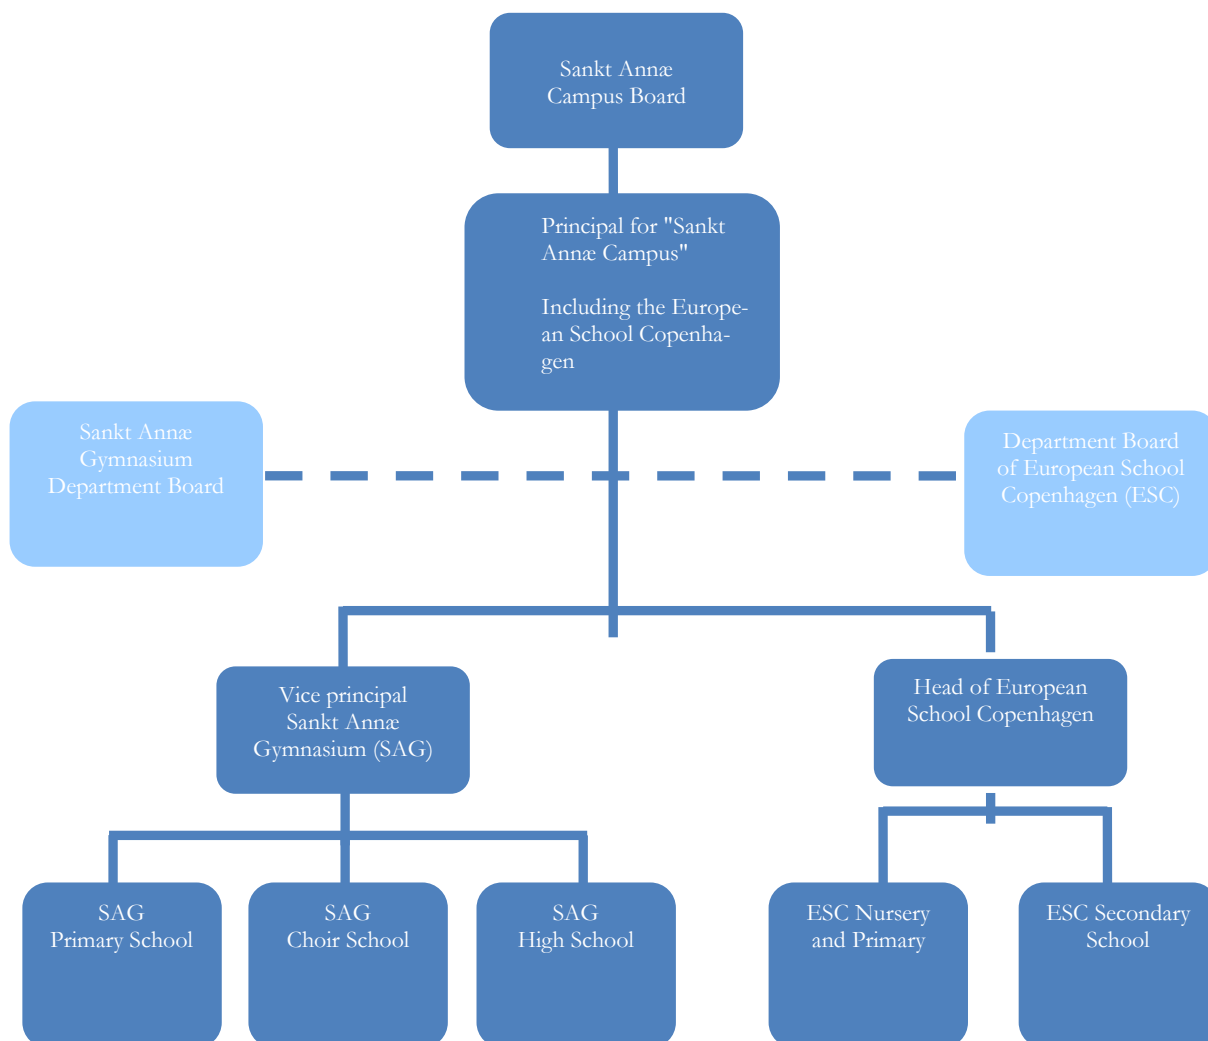 Sankt Annæ
Campus Board
Principal for "Sankt
Annæ Campus"
Including the Europe-
an School Copenha-
gen
Sankt Annæ
Gymnasium
Department Board
Department Board
of European School
Copenhagen (ESC)
Vice principal
Sankt Annæ
Gymnasium (SAG)
Head of European
School Copenhagen
SAG
Primary School
SAG
Choir School
SAG
High School
ESC Nursery
and Primary
ESC Secondary
School